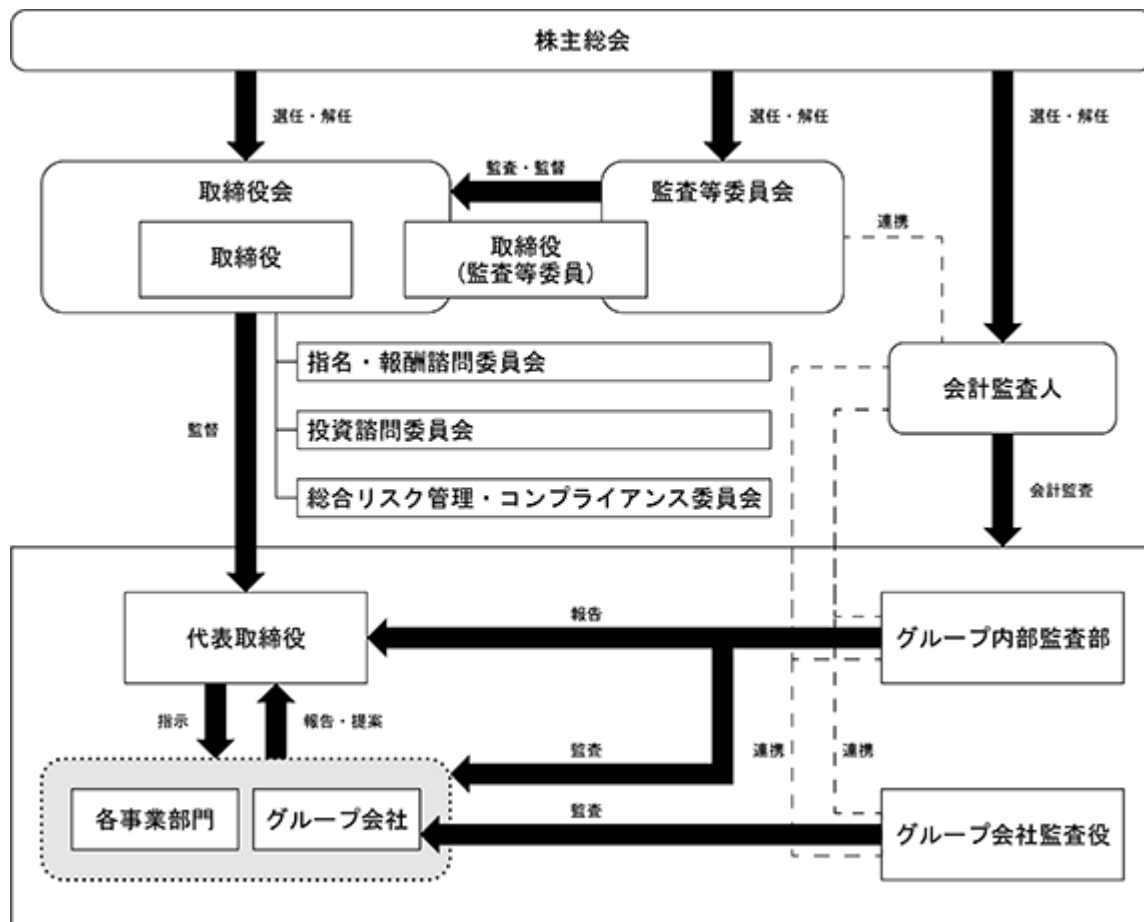 株主総会
選任・解任
選任・解任
選任・解任
取締役会
監査・監督
監査等委員会
取締役
取締役
(監査等委員)
連携
指名・報酬諮問委員会
会計監査人
監督
投資諮問委員会
総合リスク管理・コンプライアンス委員会
会計監査
代表取締役
報告
グループ内部監査部
指示
報告・提案
監査
連携
連携
各事業部門
グループ会社
監査
グループ会社監査役